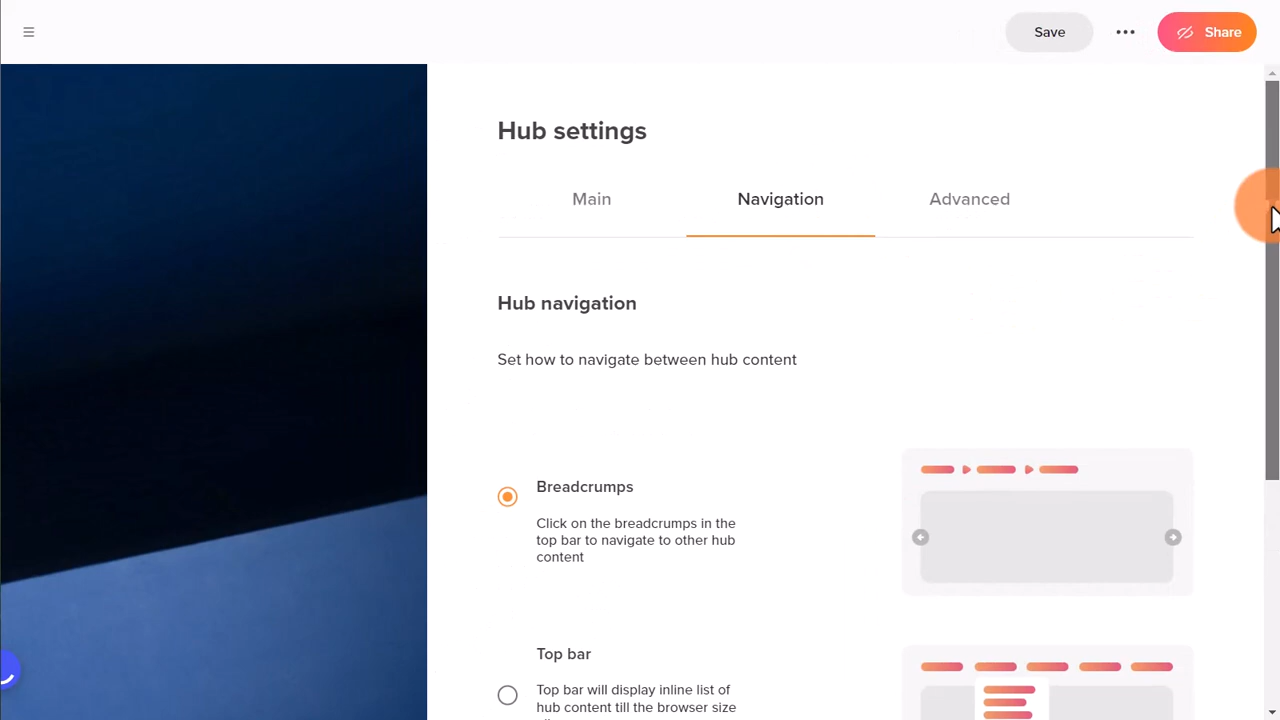 Save
Share
Hub settings
Main
Navigation
Advanced
Hub navigation
Set how to navigate between hub content
Breadcrumps
Click on the breadcrumps in the
top bar to navigate to other hub
content
Top bar
Top bar will display inline list of
hub content till the browser size